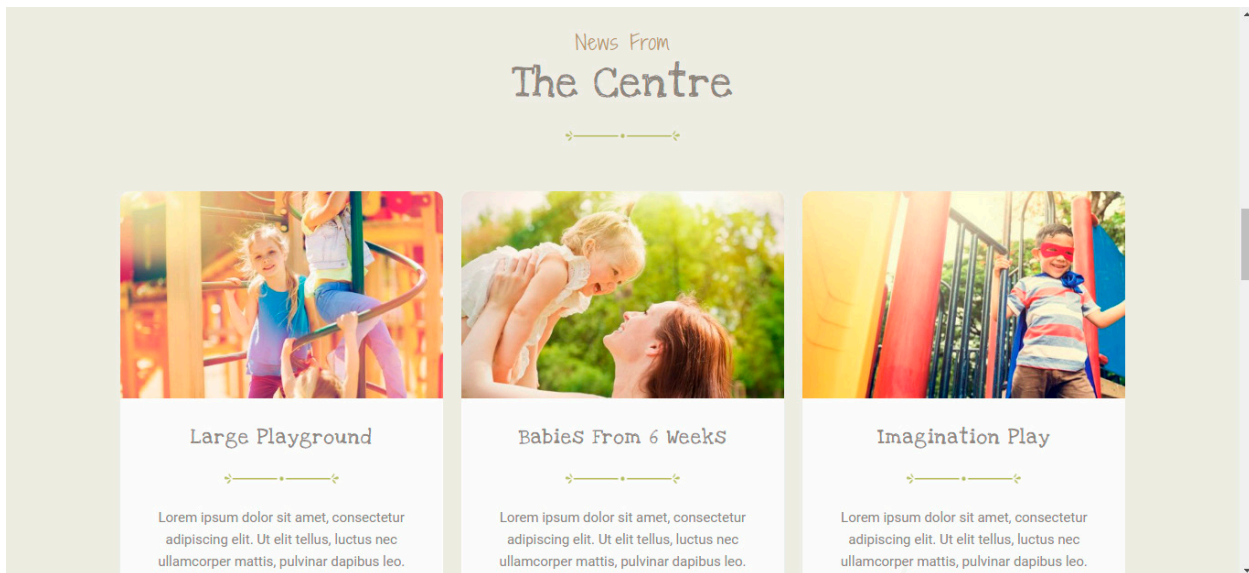 News From
The Centre
Large Playground
Lorem ipsum dolor sit amet, consectetur
adipiscing elit. Ut elit tellus, luctus nec
ullamcorper mattis, pulvinar dapibus leo.
Babies From 6 Weeks
Lorem ipsum dolor sit amet, consectetur
adipiscing elit. Ut elit tellus, luctus nec
ullamcorper mattis, pulvinar dapibus leo.
Imagination Play
Lorem ipsum dolor sit amet, consectetur
adipiscing elit. Ut elit tellus, luctus nec
ullamcorper mattis, pulvinar dapibus leo.